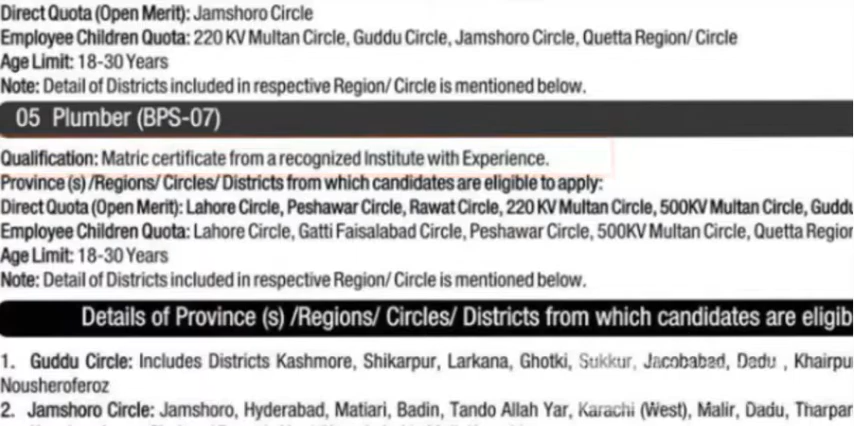 Direct Quota (Open Merit): Jamshoro Circle
Employee Children Quota: 220 KV Multan Circle, Guddu Circle, Jamshoro Circle, Quetta Region/ Circle
Age Limit: 18-30 Years
Note: Detail of Districts included in respective Region/ Circle is mentioned below.
05 Plumber (BPS-07)
Qualification: Matric certificate from a recognized Institute with Experience.
Province (s) /Regions/ Circles/ Districts from which candidates are eligible to apply:
Direct Quota (Open Merit): Lahore Circle, Peshawar Circle, Rawat Circle, 220 KV Multan Circle, 500KV Multan Circle, Guddu
Employee Children Quota: Lahore Circle, Gatti Faisalabad Circle, Peshawar Circle, 500KV Multan Circle, Quetta Region
Age Limit: 18-30 Years
Note: Detail of Districts included in respective Region/ Circle is mentioned below.
Details of Province (s) /Regions/ Circles/ Districts from which candidates are eligib
1. Guddu Circle: Includes Districts Kashmore, Shikarpur, Larkana, Ghotki, Sukkur, Jacobabad, Dadu , Khairpu
Nousheroferoz
2. Jamshoro Circle: Jamshoro, Hyderabad, Matiari, Badin, Tando Allah Yar, Karachi (West), Malir, Dadu, Tharpar